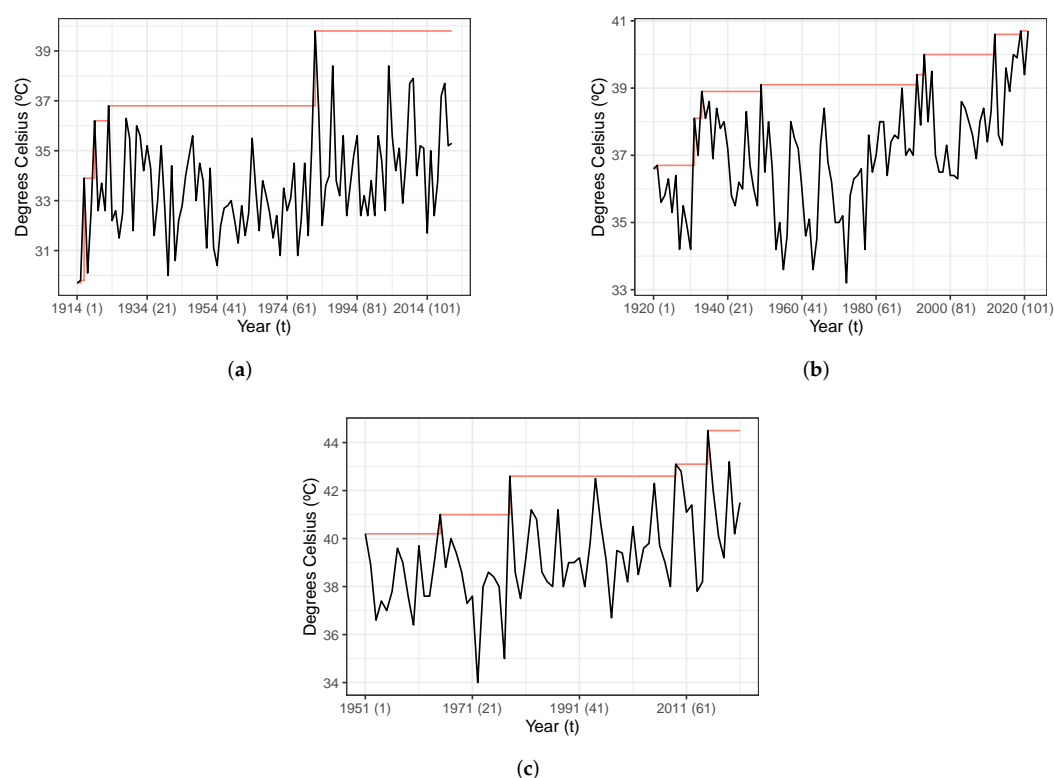 Degrees Celsius (ºC)
39
37
35
33
31
1914 (1) 1934 (21) 1954 (41) 1974 (61) 1994 (81) 2014 (101)
Year (t)
(a)
Degrees Celsius (ºC)
41
39
37
35
33
1920 (1) 1940 (21) 1960 (41) 1980 (61) 2000 (81) 2020 (101)
Year (t)
(b)
Degrees Celsius (ºC)
44
42
40
38
36
34
1951 (1) 1971 (21) 1991 (41) 2011 (61)
Year (t)
(c)